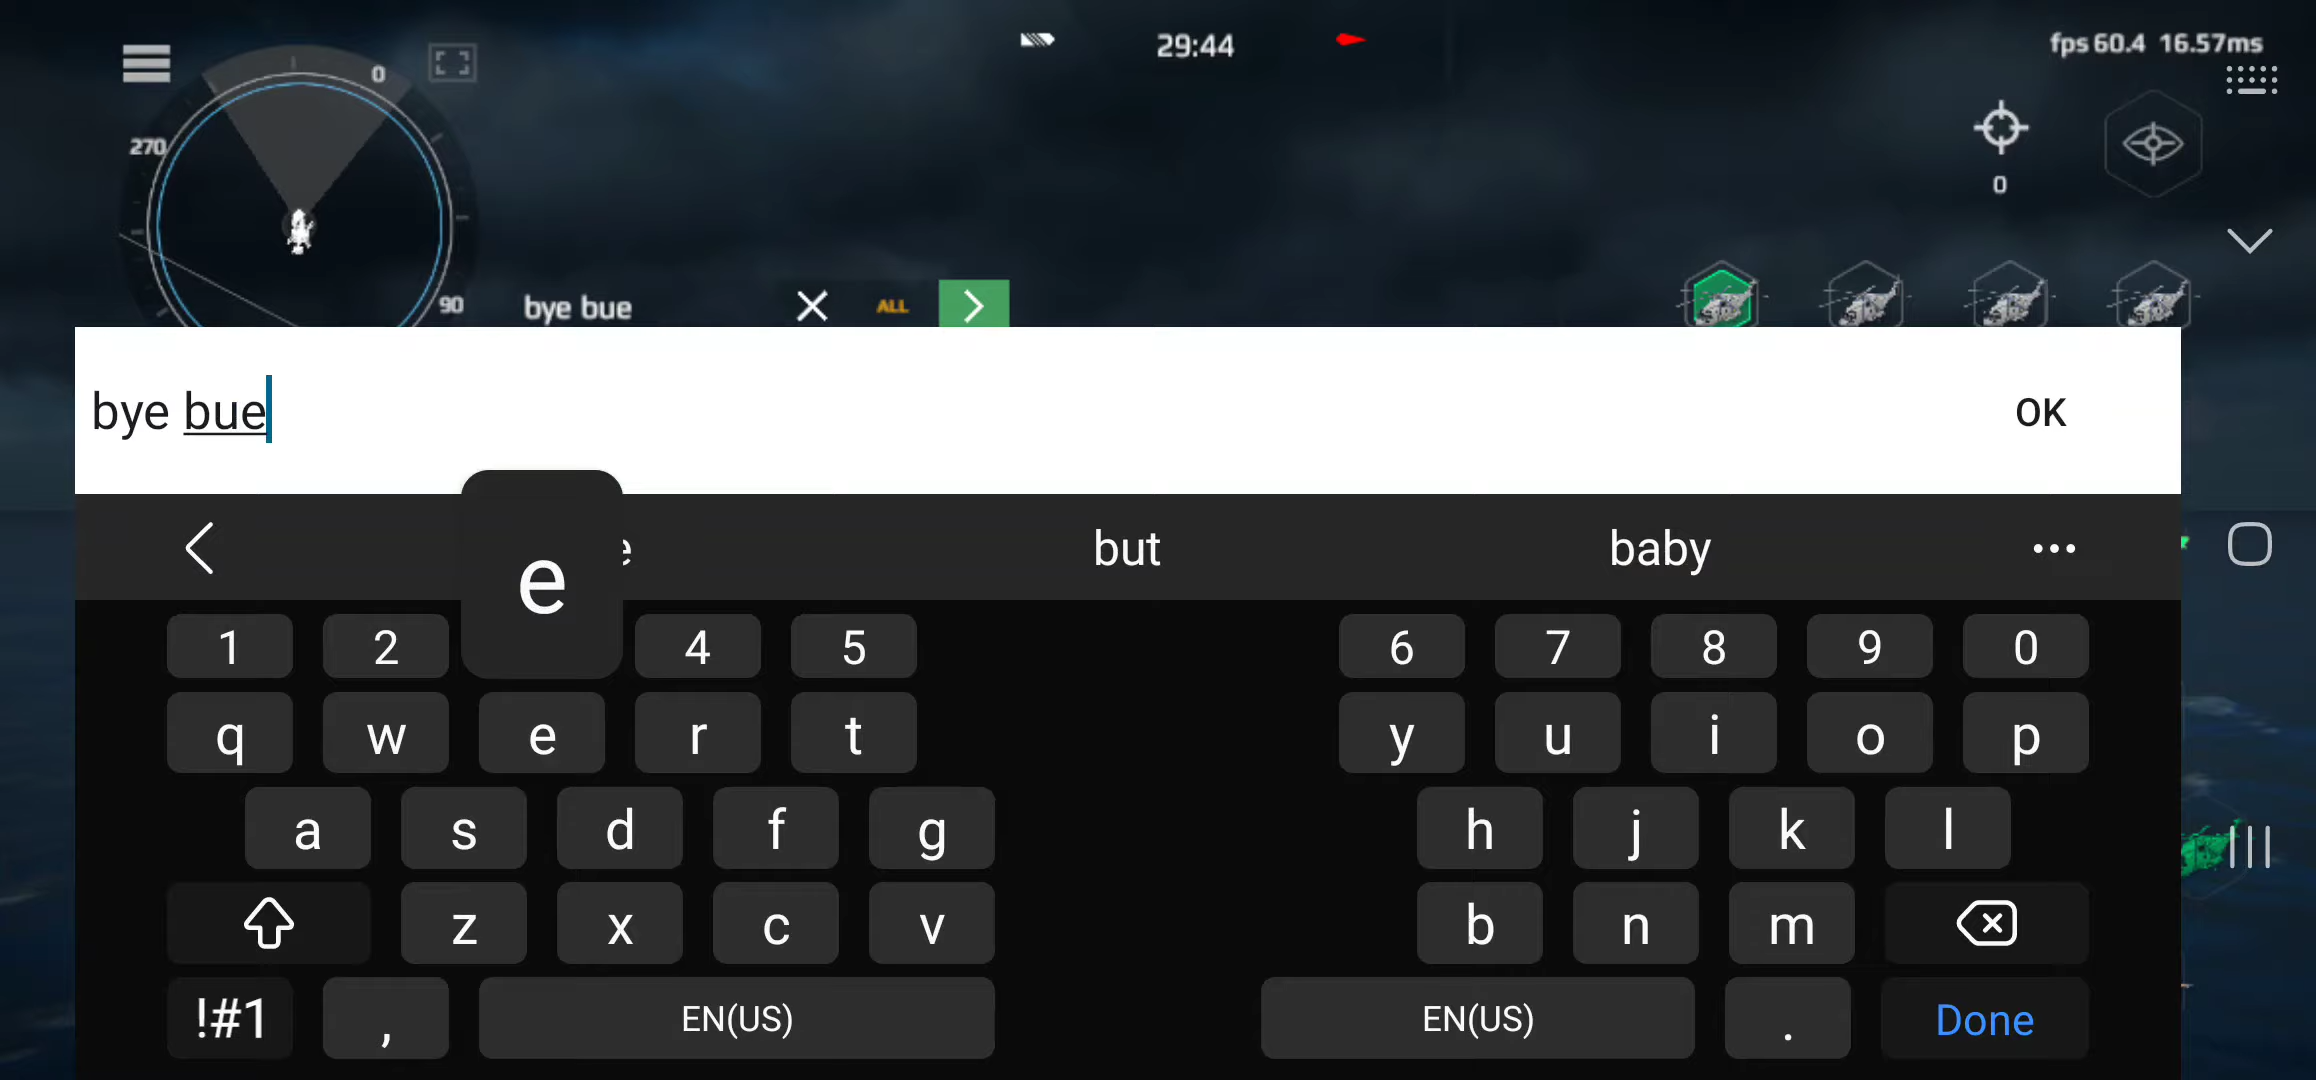 29:44
fps 60.4 16.57ms
0
270
90
0
bye bue
ALL
bye bue
OK
e
but
baby
1 2 4 5 6 7 8 9 0
q w e r t y u i o p
a s d f g h j k l
z x c v b n m
!#1 , EN(US) EN(US) . Done